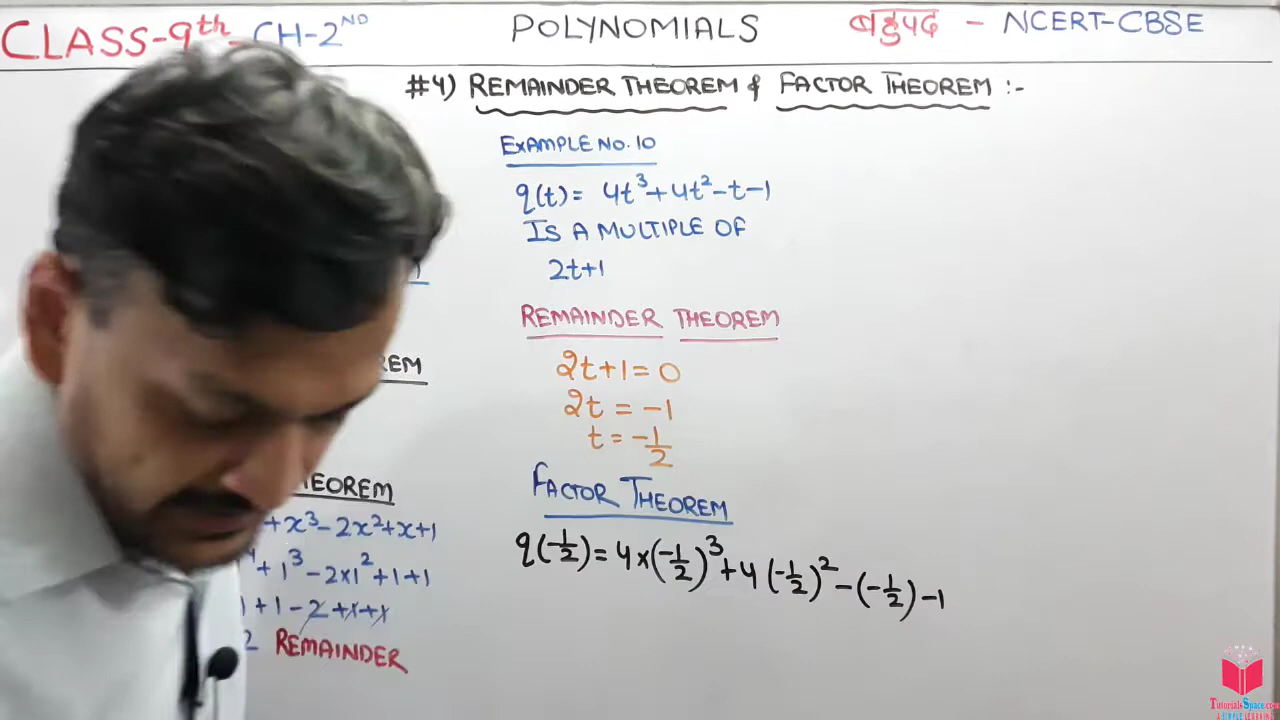 CLASS-9th-CH-2ND POLYNOMIALS बहुपद - NCERT-CBSE
#4) REMAINDER THEOREM & FACTOR THEOREM :-
EXAMPLE NO. 10
q(t)= 4t³+4t²-t-1
IS A MULTIPLE OF
2t+1
REMAINDER THEOREM
2t+1=0
2t = -1
t = -1/2
FACTOR THEOREM
q(-1/2)= 4×(-1/2)³+4(-1/2)²-(-1/2)-1
+x³-2x²+x+1
+1³-2×1²+1+1
1+1-2+1+1
2 REMAINDER
TutorialsSpace.com